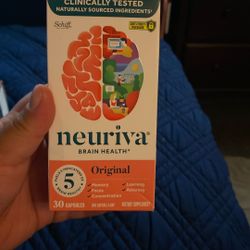 CLINICALLY TESTED
NATURALLY SOURCED INGREDIENTS†
Schiff
neuriva®
BRAIN HEALTH*
Original
5
Memory
Focus
Concentration
Learning
Accuracy
30 CAPSULES
DIETARY SUPPLEMENT